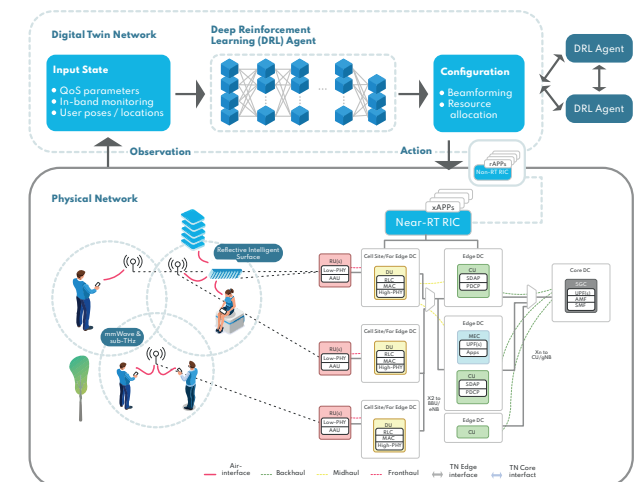 Digital Twin Network
Deep Reinforcement
Learning (DRL) Agent
Input State
• QoS parameters
• In-band monitoring
• User poses / locations
Configuration
• Beamforming
• Resource
allocation
DRL Agent
DRL Agent
Observation
Action
rAPPs
Non-RT RIC
Physical Network
xAPPs
Near-RT RIC
Reflective Intelligent
Surface
mmWave &
sub-THz
RU(s)
Low-PHY
AAU
Cell Site/Far Edge DC
DU
RLC
MAC
High-PHY
Edge DC
CU
SDAP
PDCP
Core DC
5GC
UPF(s)
AMF
SMF
RU(s)
Low-PHY
AAU
Cell Site/For Edge DC
DU
RLC
MAC
High-PHY
Edge DC
MEC
UPF(s)
Apps
CU
SDAP
PDCP
Xn to
CU/gNB
X2 to
BBU/
eNB
RU(s)
Low-PHY
AAU
Cell Site/For Edge DC
DU
RLC
MAC
High-PHY
Edge DC
CU
Air-
interface
Backhaul
Midhaul
Fronthaul
TN Edge
interface
TN Core
interfact